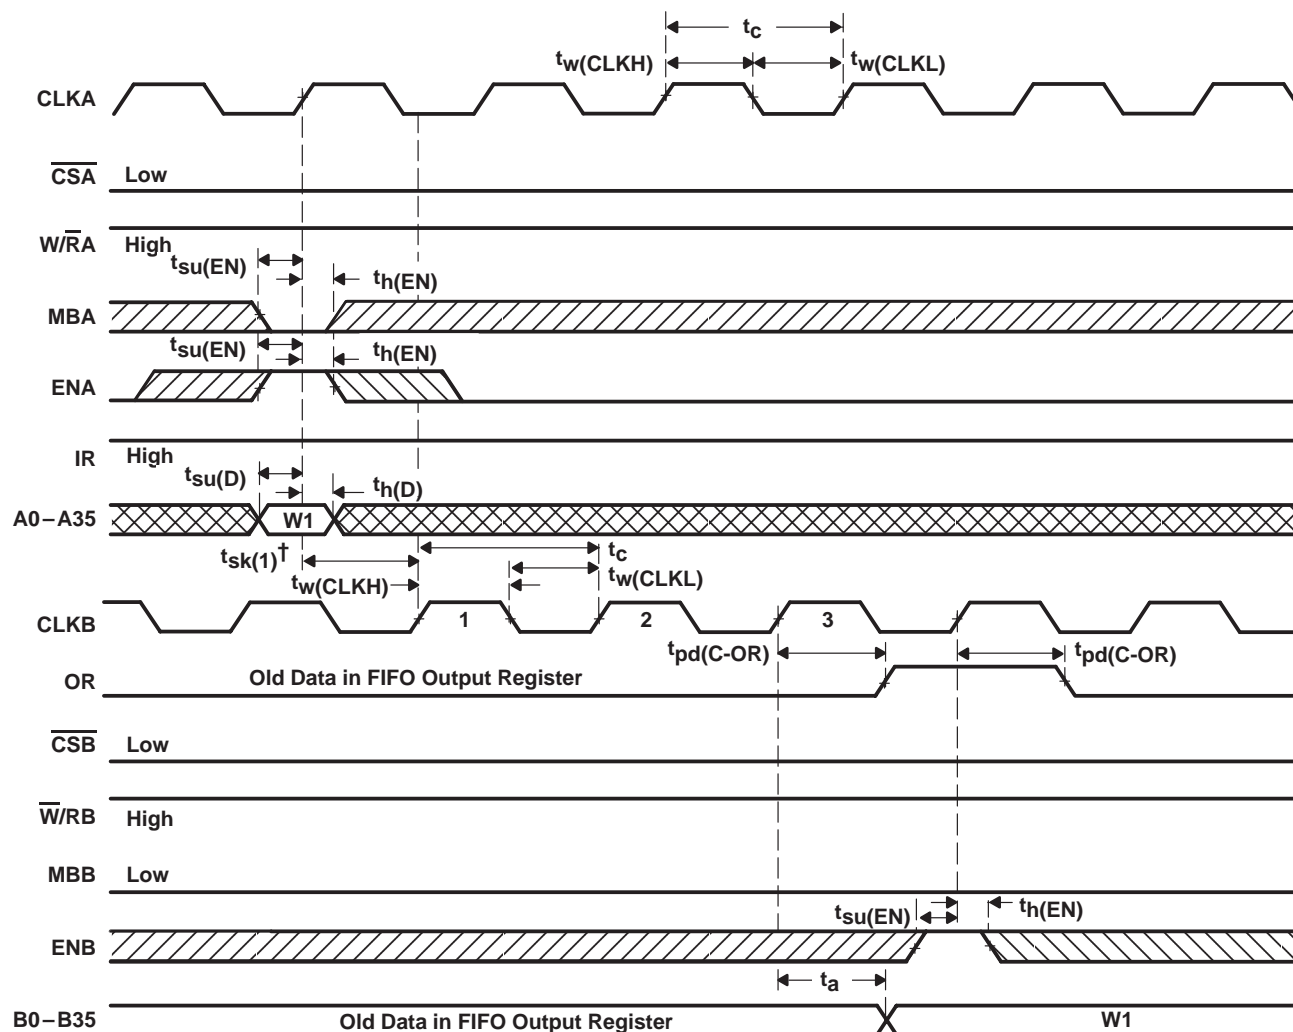 tc
tw(CLKH) tw(CLKL)
CLKA
CSA Low
W/RA High
tsu(EN) th(EN)
MBA
tsu(EN) th(EN)
ENA
IR High
tsu(D) th(D)
A0–A35 W1
tsk(1)† tc
tw(CLKH) tw(CLKL)
CLKB 1 2 3
tpd(C-OR) tpd(C-OR)
OR Old Data in FIFO Output Register
CSB Low
W/RB High
MBB Low
tsu(EN) th(EN)
ENB
ta
B0–B35 Old Data in FIFO Output Register W1